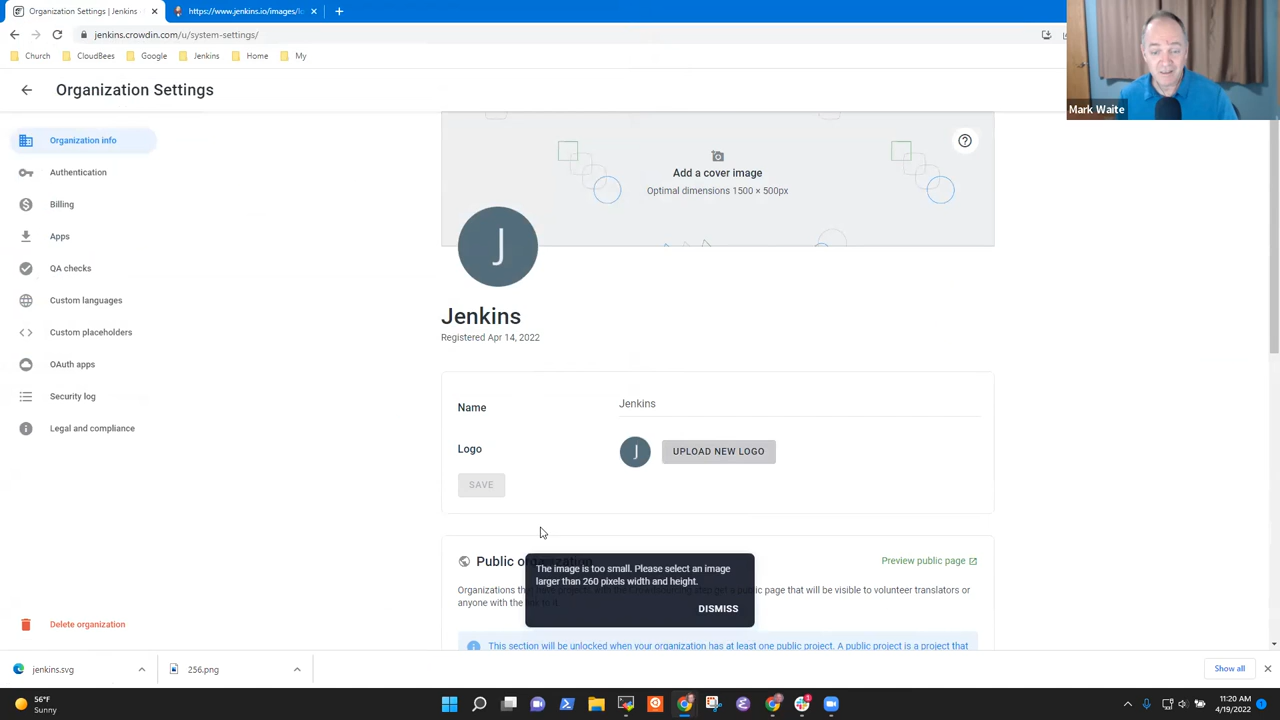 Organization Settings | Jenkins -
https://www.jenkins.io/images/lo
jenkins.crowdin.com/u/system-settings/
Church
CloudBees
Google
Jenkins
Home
My
Mark Waite
Organization Settings
Organization info
Authentication
Billing
Apps
QA checks
Custom languages
Custom placeholders
OAuth apps
Security log
Legal and compliance
Delete organization
Add a cover image
Optimal dimensions 1500 × 500px
J
Jenkins
Registered Apr 14, 2022
Name
Jenkins
Logo
J
UPLOAD NEW LOGO
SAVE
Public
Preview public page
Organizations
page that will be visible to volunteer translators or
anyone with the
The image is too small. Please select an image
larger than 260 pixels width and height.
DISMISS
This section will be unlocked when your organization has at least one public project. A public project is a project that
jenkins.svg
256.png
Show all
56°F
Sunny
11:20 AM
4/19/2022